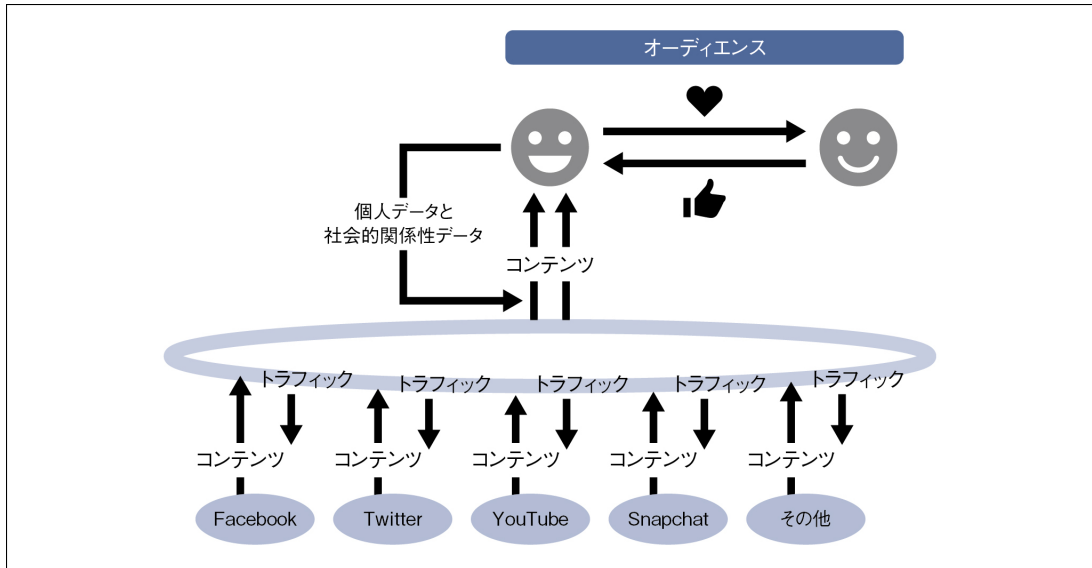 オーディエンス
個人データと
社会的関係性データ
コンテンツ
トラフィック
トラフィック
トラフィック
トラフィック
トラフィック
コンテンツ
コンテンツ
コンテンツ
コンテンツ
コンテンツ
Facebook
Twitter
YouTube
Snapchat
その他